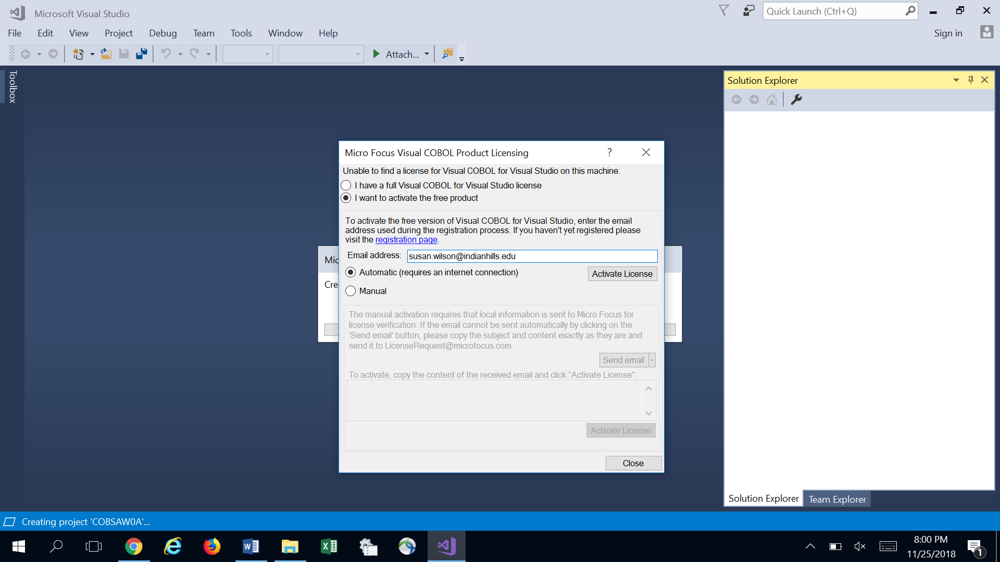 Microsoft Visual Studio
Quick Launch (Ctrl+Q)
File Edit View Project Debug Team Tools Window Help
Sign in
Attach...
Toolbox
Solution Explorer
Micro Focus Visual COBOL Product Licensing
?
Unable to find a license for Visual COBOL for Visual Studio on this machine.
I have a full Visual COBOL for Visual Studio license
I want to activate the free product
To activate the free version of Visual COBOL for Visual Studio, enter the email
address used during the registration process. If you haven't yet registered please
visit the registration page.
Mic
Email address: susan.wilson@indianhills.edu
Automatic (requires an internet connection)
Activate License
Cre
Manual
The manual activation requires that local information is sent to Micro Focus for
license verification. If the email cannot be sent automatically by clicking on the
'Send email' button, please copy the subject and content exactly as they are and
send it to LicenseRequest@microfocus.com.
Send email
To activate, copy the content of the received email and click "Activate License".
Activate License
Close
Solution Explorer Team Explorer
Creating project 'COBSAW0A'...
8:00 PM
11/25/2018
1